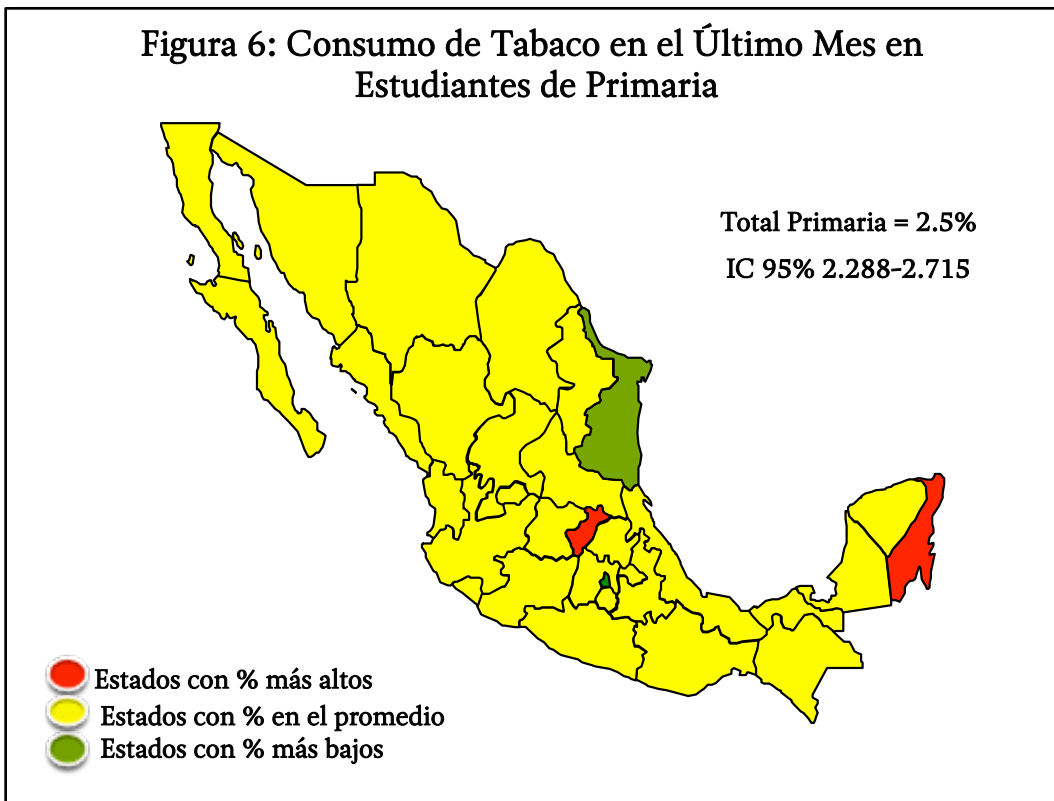 Figura 6: Consumo de Tabaco en el Último Mes en
Estudiantes de Primaria
Total Primaria = 2.5%
IC 95% 2.288-2.715
Estados con % más altos
Estados con % en el promedio
Estados con % más bajos